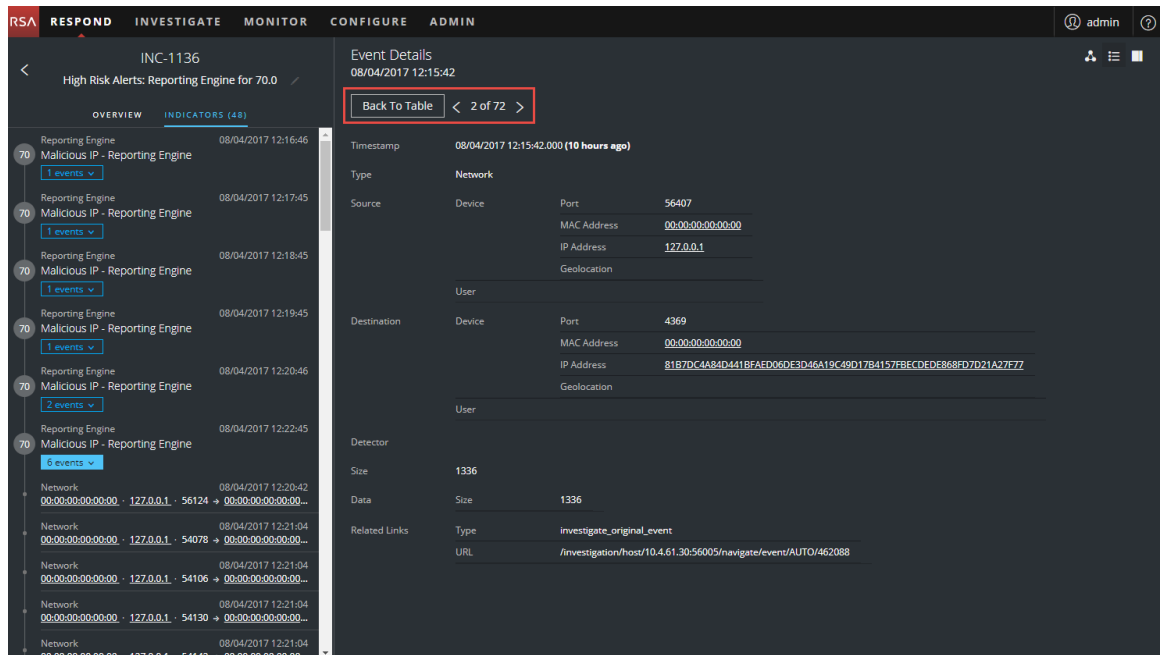 RSA RESPOND INVESTIGATE MONITOR CONFIGURE ADMIN admin ?
INC-1136
High Risk Alerts: Reporting Engine for 70.0
OVERVIEW INDICATORS (48)
Reporting Engine 08/04/2017 12:16:46
70 Malicious IP - Reporting Engine
1 events
Reporting Engine 08/04/2017 12:17:45
70 Malicious IP - Reporting Engine
1 events
Reporting Engine 08/04/2017 12:18:45
70 Malicious IP - Reporting Engine
1 events
Reporting Engine 08/04/2017 12:19:45
70 Malicious IP - Reporting Engine
1 events
Reporting Engine 08/04/2017 12:20:46
70 Malicious IP - Reporting Engine
2 events
Reporting Engine 08/04/2017 12:22:45
70 Malicious IP - Reporting Engine
6 events
Network 08/04/2017 12:20:42
00:00:00:00:00:00 · 127.0.0.1 · 56124 → 00:00:00:00:00:00...
Network 08/04/2017 12:21:04
00:00:00:00:00:00 · 127.0.0.1 · 54078 → 00:00:00:00:00:00...
Network 08/04/2017 12:21:04
00:00:00:00:00:00 · 127.0.0.1 · 54106 → 00:00:00:00:00:00...
Network 08/04/2017 12:21:04
00:00:00:00:00:00 · 127.0.0.1 · 54130 → 00:00:00:00:00:00...
Network 08/04/2017 12:21:04
Event Details
08/04/2017 12:15:42
Back To Table < 2 of 72 >
Timestamp 08/04/2017 12:15:42.000 (10 hours ago)
Type Network
Source Device Port 56407
MAC Address 00:00:00:00:00:00
IP Address 127.0.0.1
Geolocation
User
Destination Device Port 4369
MAC Address 00:00:00:00:00:00
IP Address 81B7DC4A84D441BFAED06DE3D46A19C49D17B4157FBECDEDE868FD7D21A27F77
Geolocation
User
Detector
Size 1336
Data Size 1336
Related Links Type investigate_original_event
URL /investigation/host/10.4.61.30:56005/navigate/event/AUTO/462088